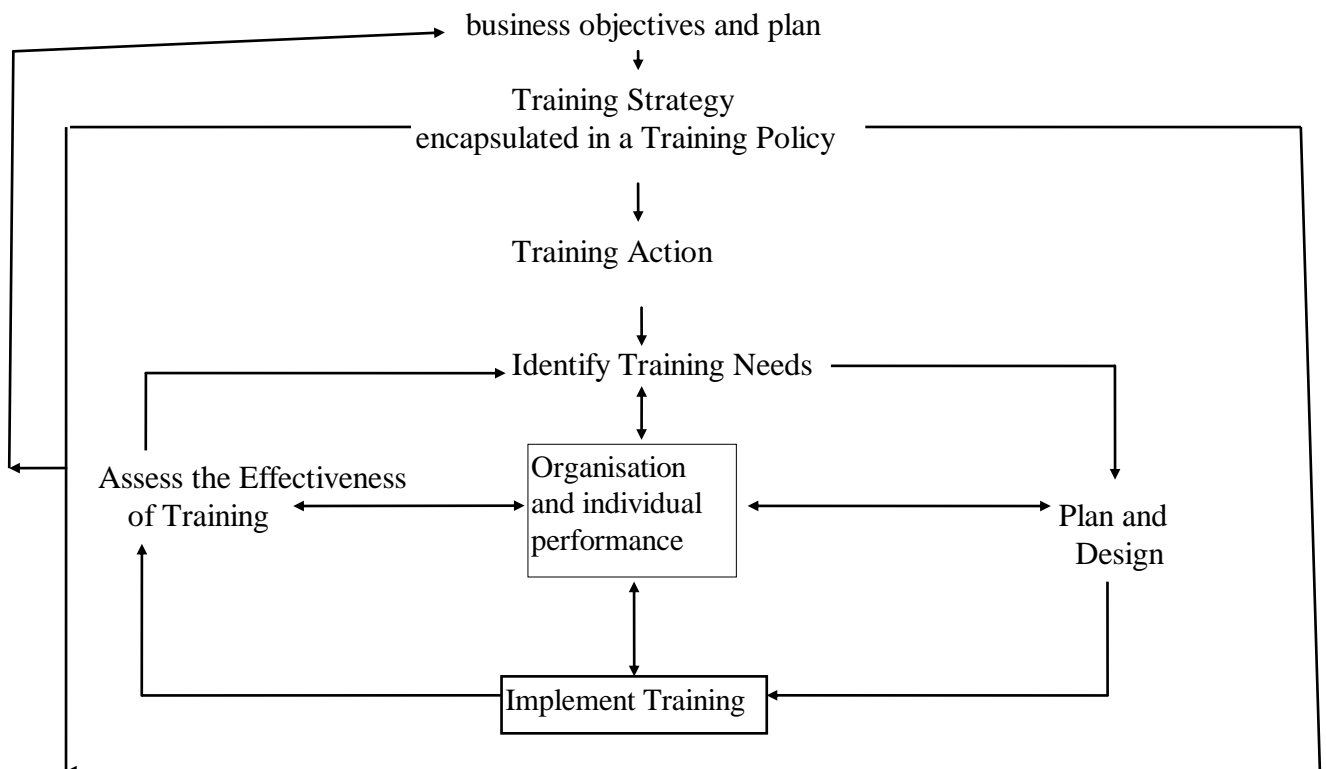 business objectives and plan
Training Strategy
encapsulated in a Training Policy
Training Action
Identify Training Needs
Assess the Effectiveness
of Training
Organisation
and individual
performance
Plan and
Design
Implement Training